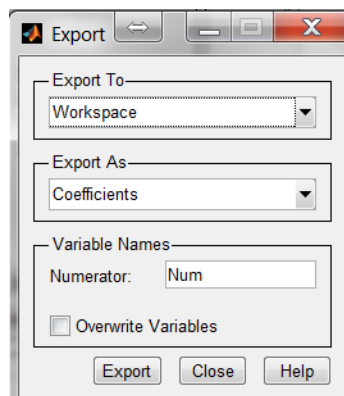 Export
Export To
Workspace
Export As
Coefficients
Variable Names
Numerator: Num
Overwrite Variables
Export Close Help